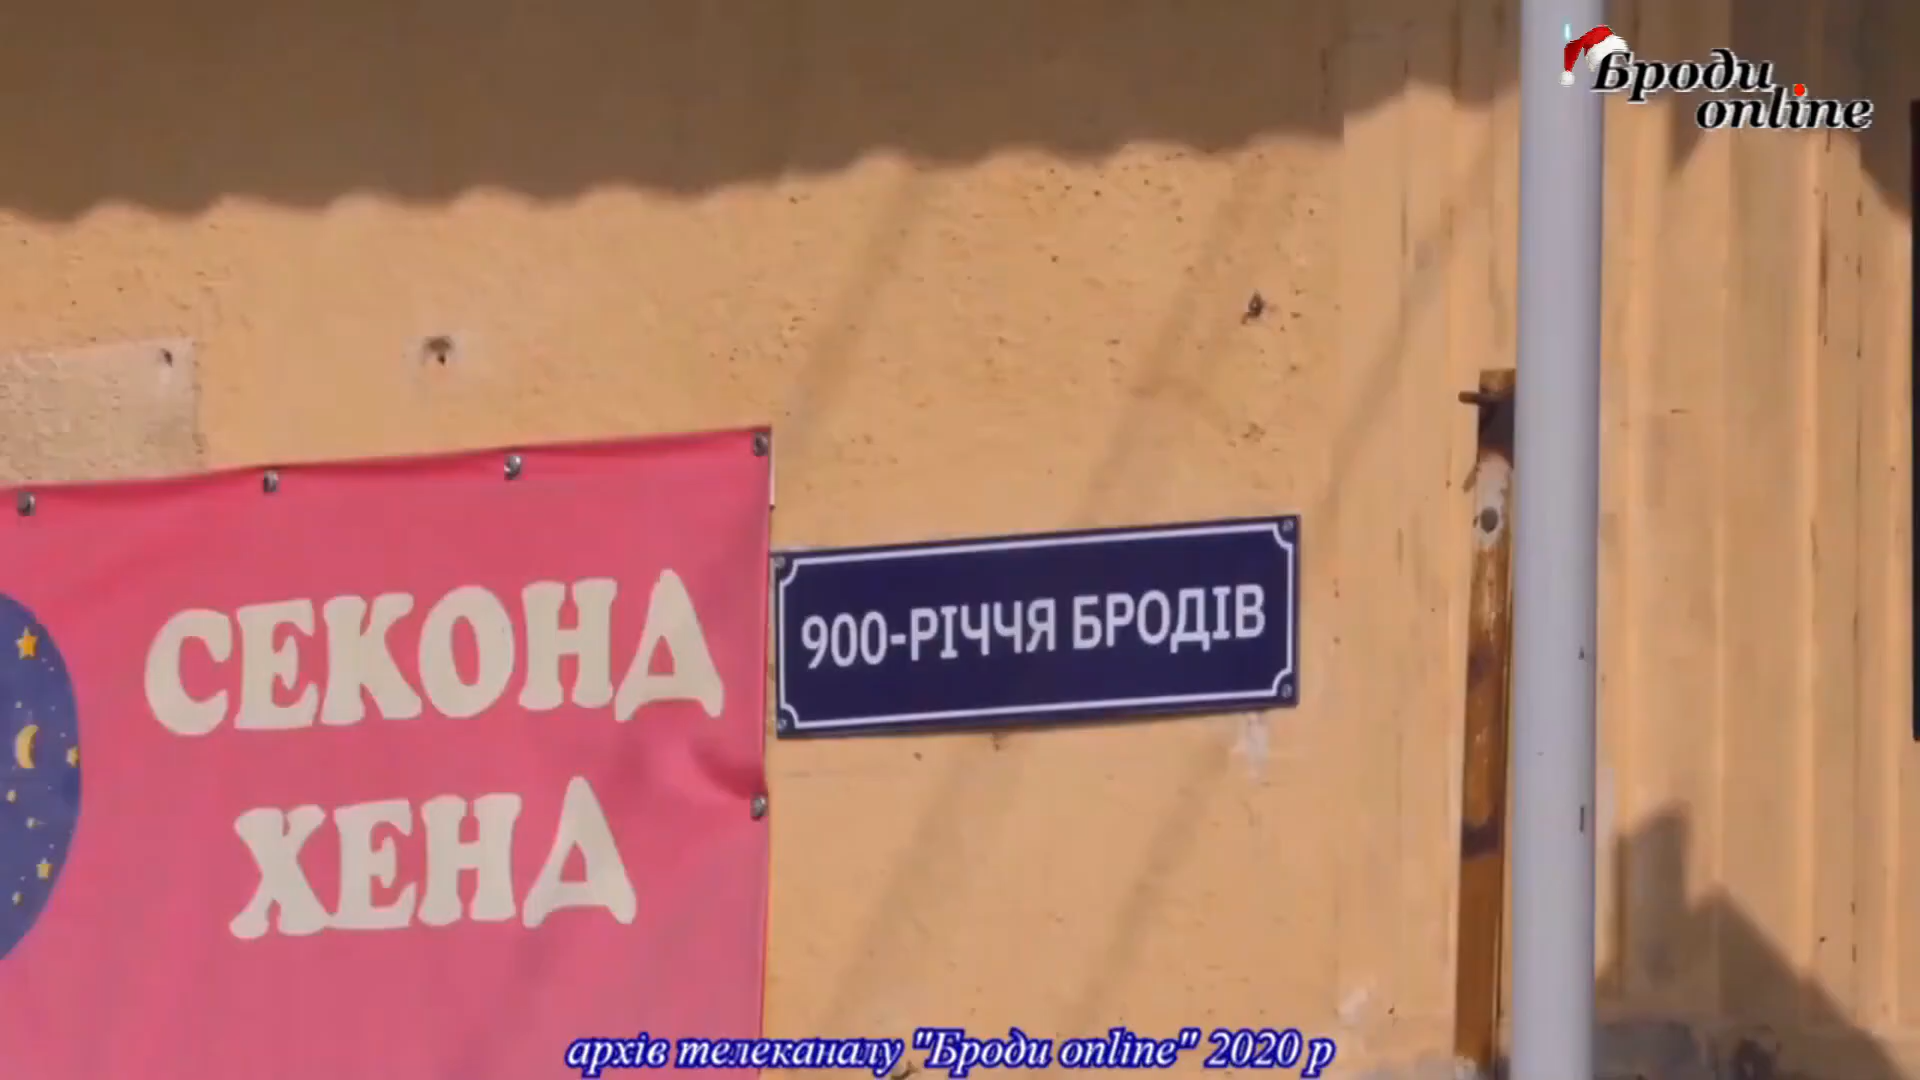 Броди
online
СЕКОНД
ХЕНД
900-РІЧЧЯ БРОДІВ
архів телеканалу "Броди online" 2020 р